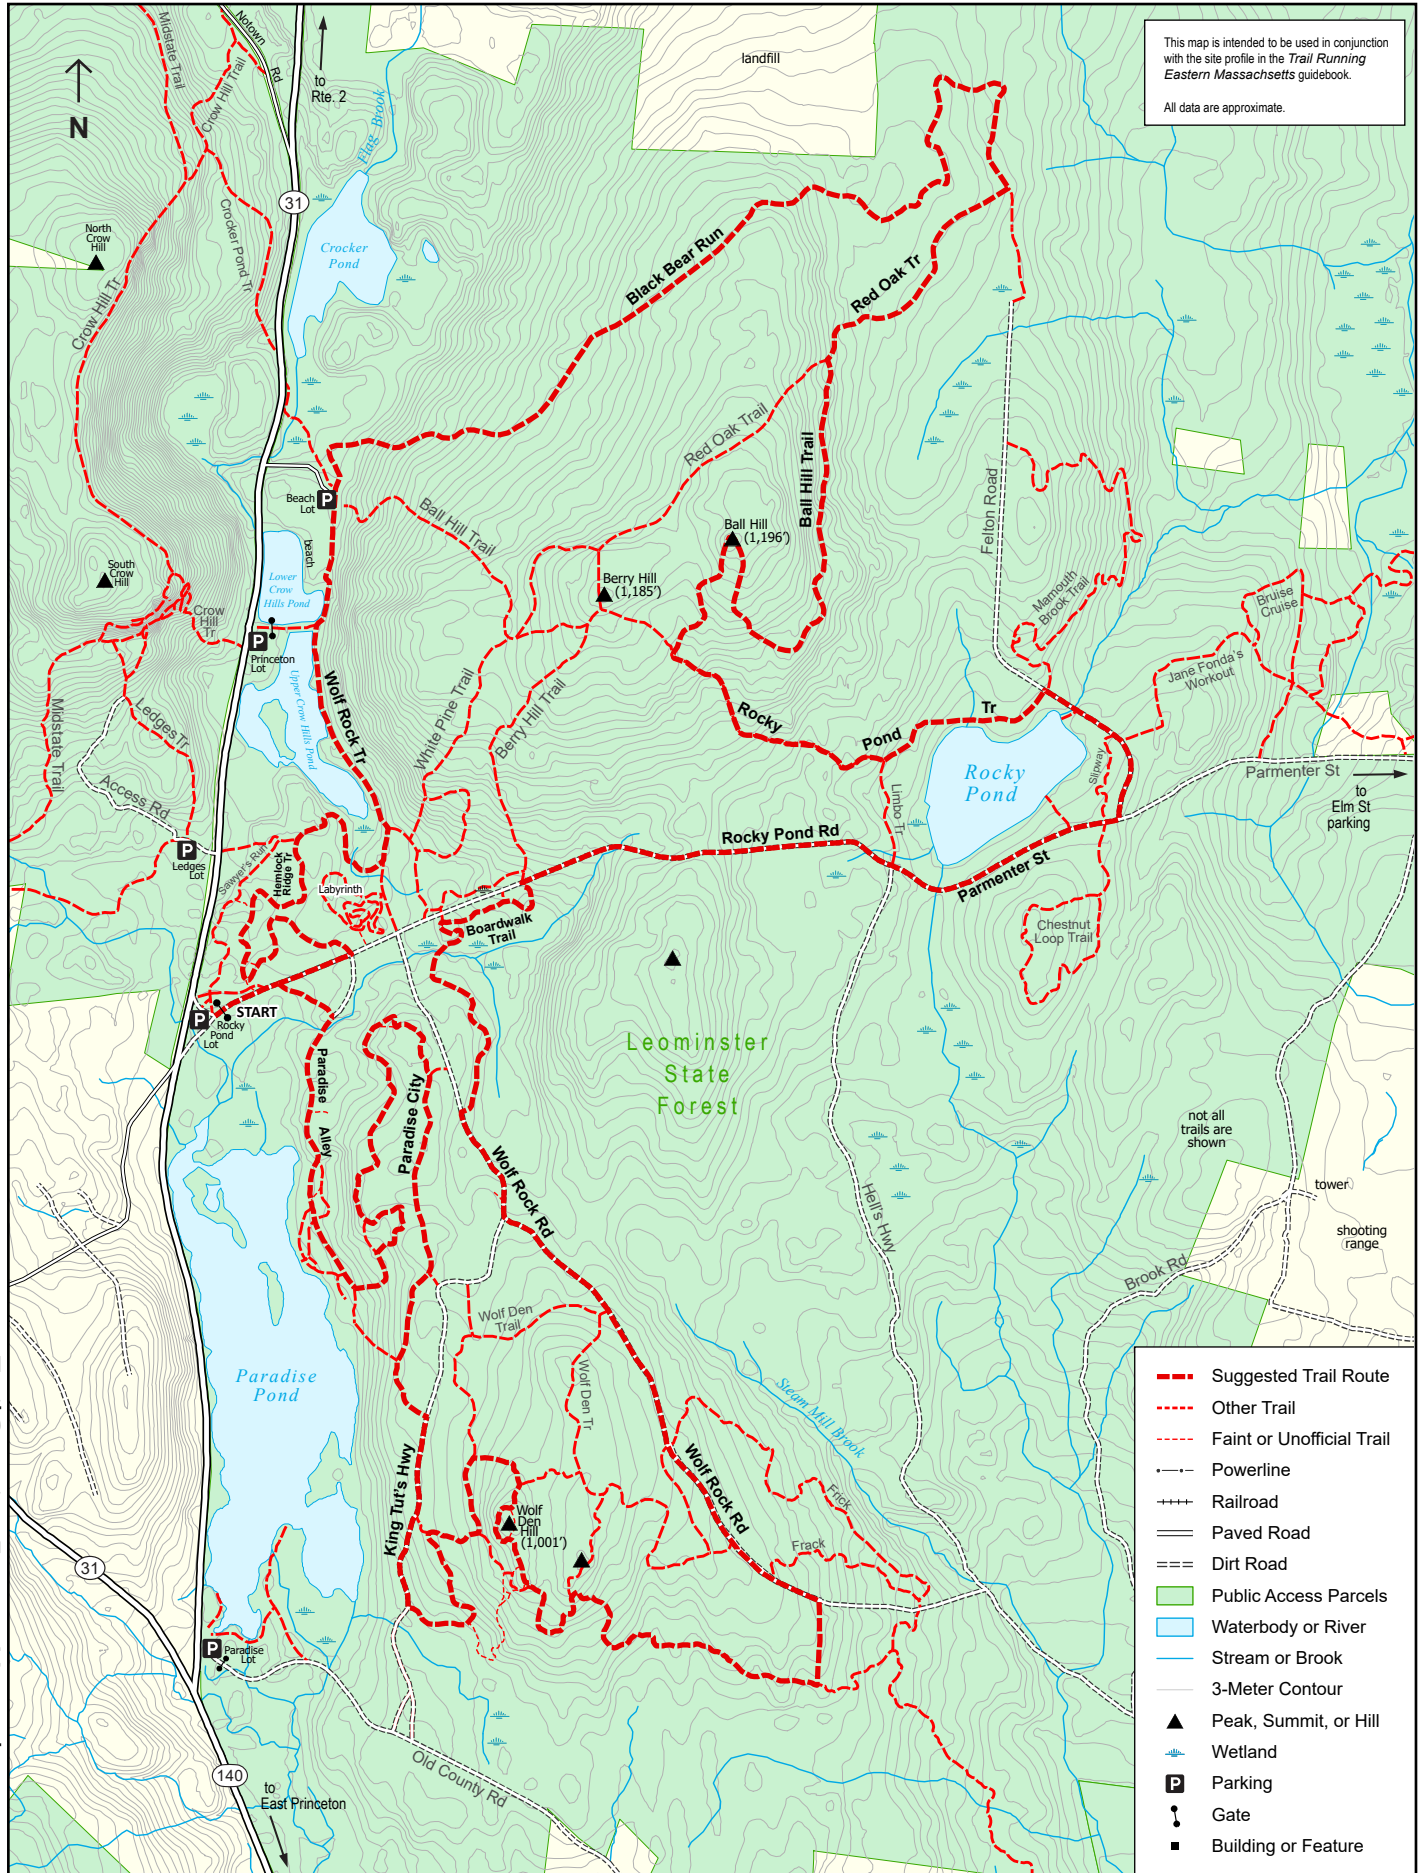 This map is intended to be used in conjunction
with the site profile in the Trail Running
Eastern Massachsetts guidebook.
All data are approximate.
N
Midstate Trail
Notown
Rd
Crow Hill Trail
to
Rte. 2
Flag Brook
landfill
31
Crocker
Pond
Crocker Pond Tr
North
Crow
Hill
Crow Hill Tr
Black Bear Run
Red Oak Tr
Red Oak Trail
Ball Hill Trail
Ball Hill Trail
Beach
Lot
P
beach
Ball Hill
(1,196')
Berry Hill
(1,185')
Felton Road
Mamouth
Brook Trail
Bruise
Cruise
Jane Fonda's
Workout
South
Crow
Hill
Lower
Crow
Hills Pond
Crow
Hill
Tr
P
Princeton
Lot
Upper Crow Hills Pond
Wolf Rock Tr
White Pine Trail
Berry Hill Trail
Rocky
Pond
Tr
Midstate Trail
Ledges Tr
Access Rd
P
Ledges
Lot
Rocky
Pond
Slipway
Limbo Tr
Parmenter St
to
Elm St
parking
Rocky Pond Rd
Parmenter St
Sawyer's Run
Hemlock
Ridge Tr
Labyrinth
Boardwalk
Trail
Chestnut
Loop Trail
START
P
Rocky
Pond
Lot
Leominster
State
Forest
Paradise
Alley
Paradise City
Wolf Rock Rd
Hell's Hwy
not all
trails are
shown
tower
shooting
range
Brook Rd
Paradise
Pond
Wolf Den
Trail
Wolf Den Tr
Steam Mill Brook
King Tut's Hwy
Wolf Rock Rd
Wolf
Den
Hill
(1,001')
Frick
Frack
31
P
Paradise
Lot
140
to
East Princeton
Old County Rd
Suggested Trail Route
Other Trail
Faint or Unofficial Trail
Powerline
Railroad
Paved Road
Dirt Road
Public Access Parcels
Waterbody or River
Stream or Brook
3-Meter Contour
Peak, Summit, or Hill
Wetland
P
Parking
Gate
Building or Feature